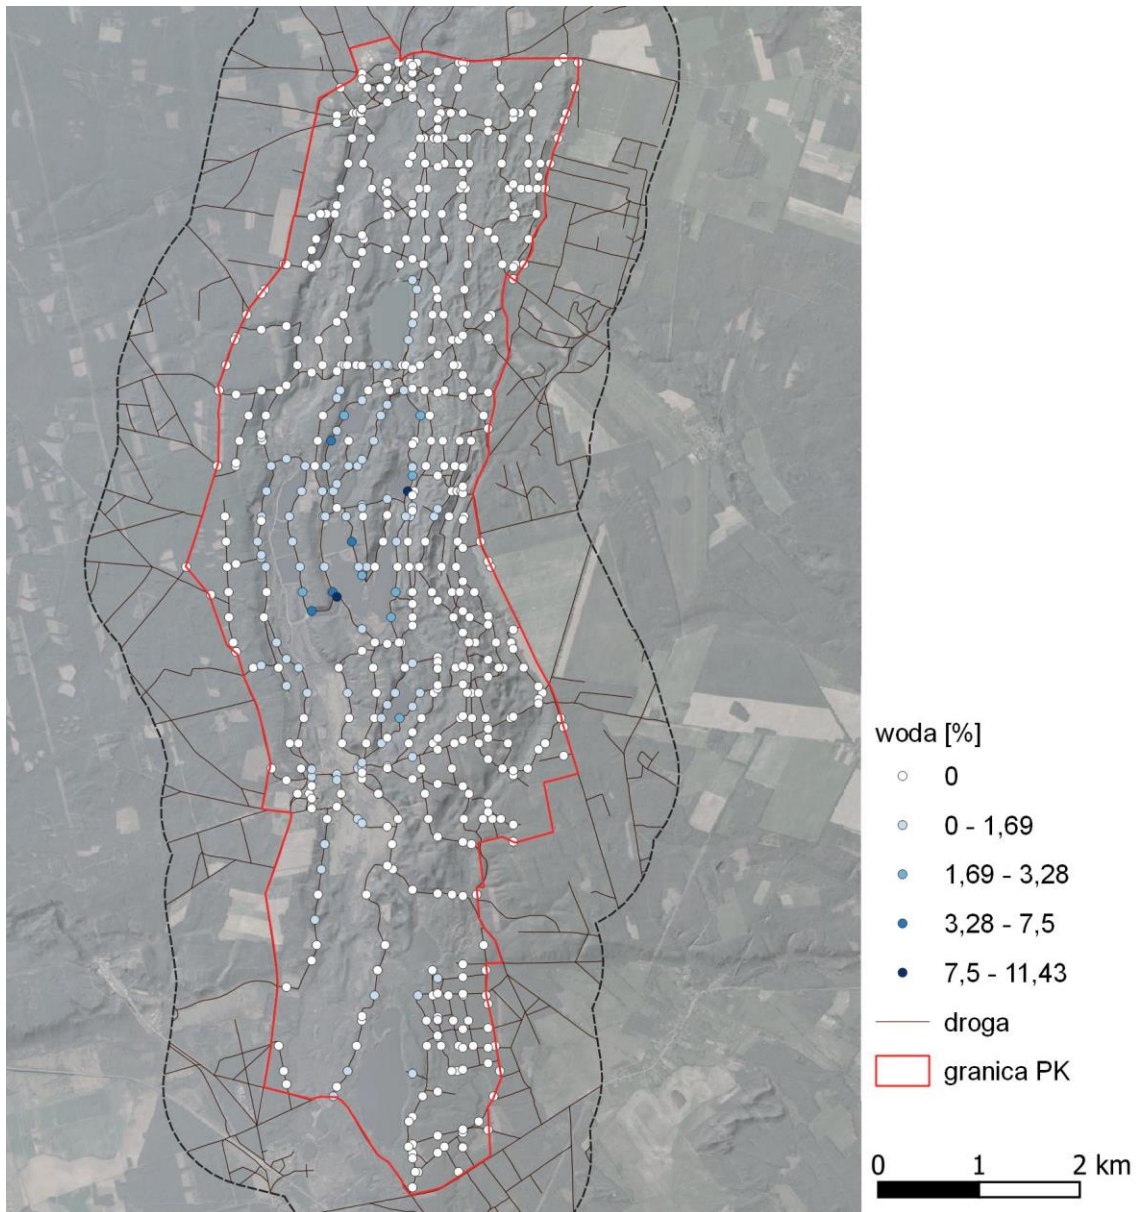 woda [%]
0
0 - 1,69
1,69 - 3,28
3,28 - 7,5
7,5 - 11,43
droga
granica PK
0 1 2 km